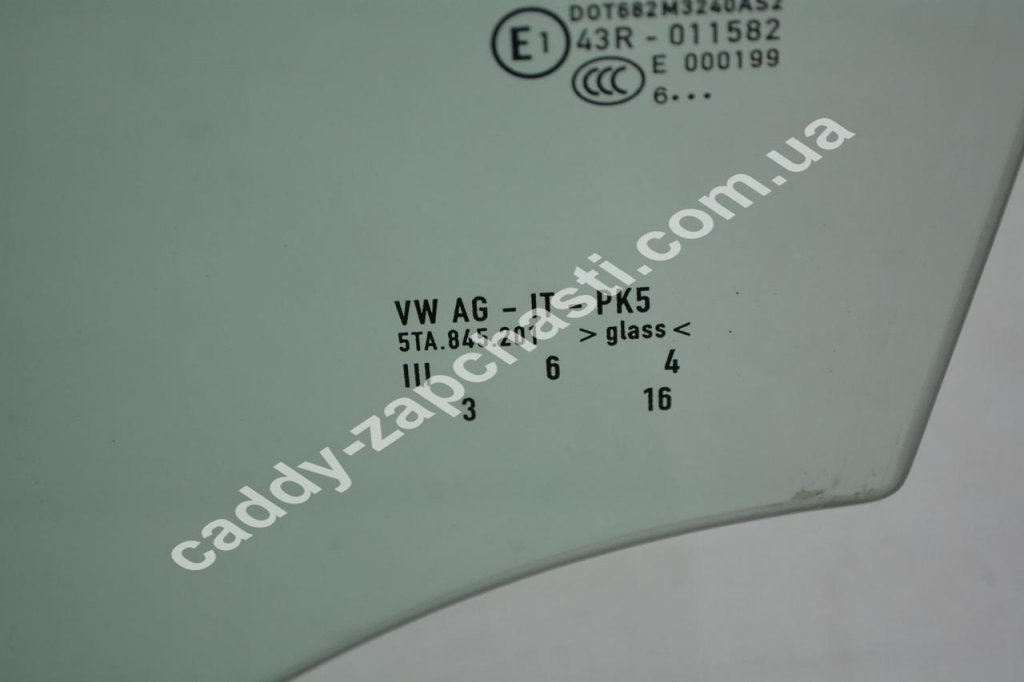 DOT682M3240AS2
E1 43R - 011582
CCC E 000199
6...
VW AG - IT - PK5
5TA.845.201 >glass<
III 6 4
3 16
caddy-zapchasti.com.ua